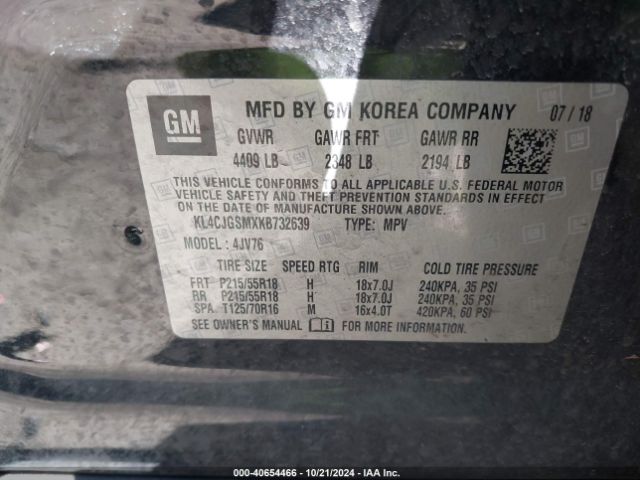 GM
MFD BY GM KOREA COMPANY 07 / 18
GVWR GAWR FRT GAWR RR
4409 LB 2348 LB 2194 LB
THIS VEHICLE CONFORMS TO ALL APPLICABLE U.S. FEDERAL MOTOR
VEHICLE SAFETY AND THEFT PREVENTION STANDARDS IN EFFECT
ON THE DATE OF MANUFACTURE SHOWN ABOVE.
KL4CJGSMXKB732639 TYPE: MPV
MODEL: 4JV76
TIRE SIZE SPEED RTG RIM COLD TIRE PRESSURE
FRT P215/55R18 H 18x7.0J 240KPA, 35 PSI
RR P215/55R18 H 18x7.0J 240KPA, 35 PSI
SPA. T125/70R16 M 16x4.0T 420KPA, 60 PSI
SEE OWNER'S MANUAL FOR MORE INFORMATION
000-40654466 - 10/21/2024 - IAA Inc.